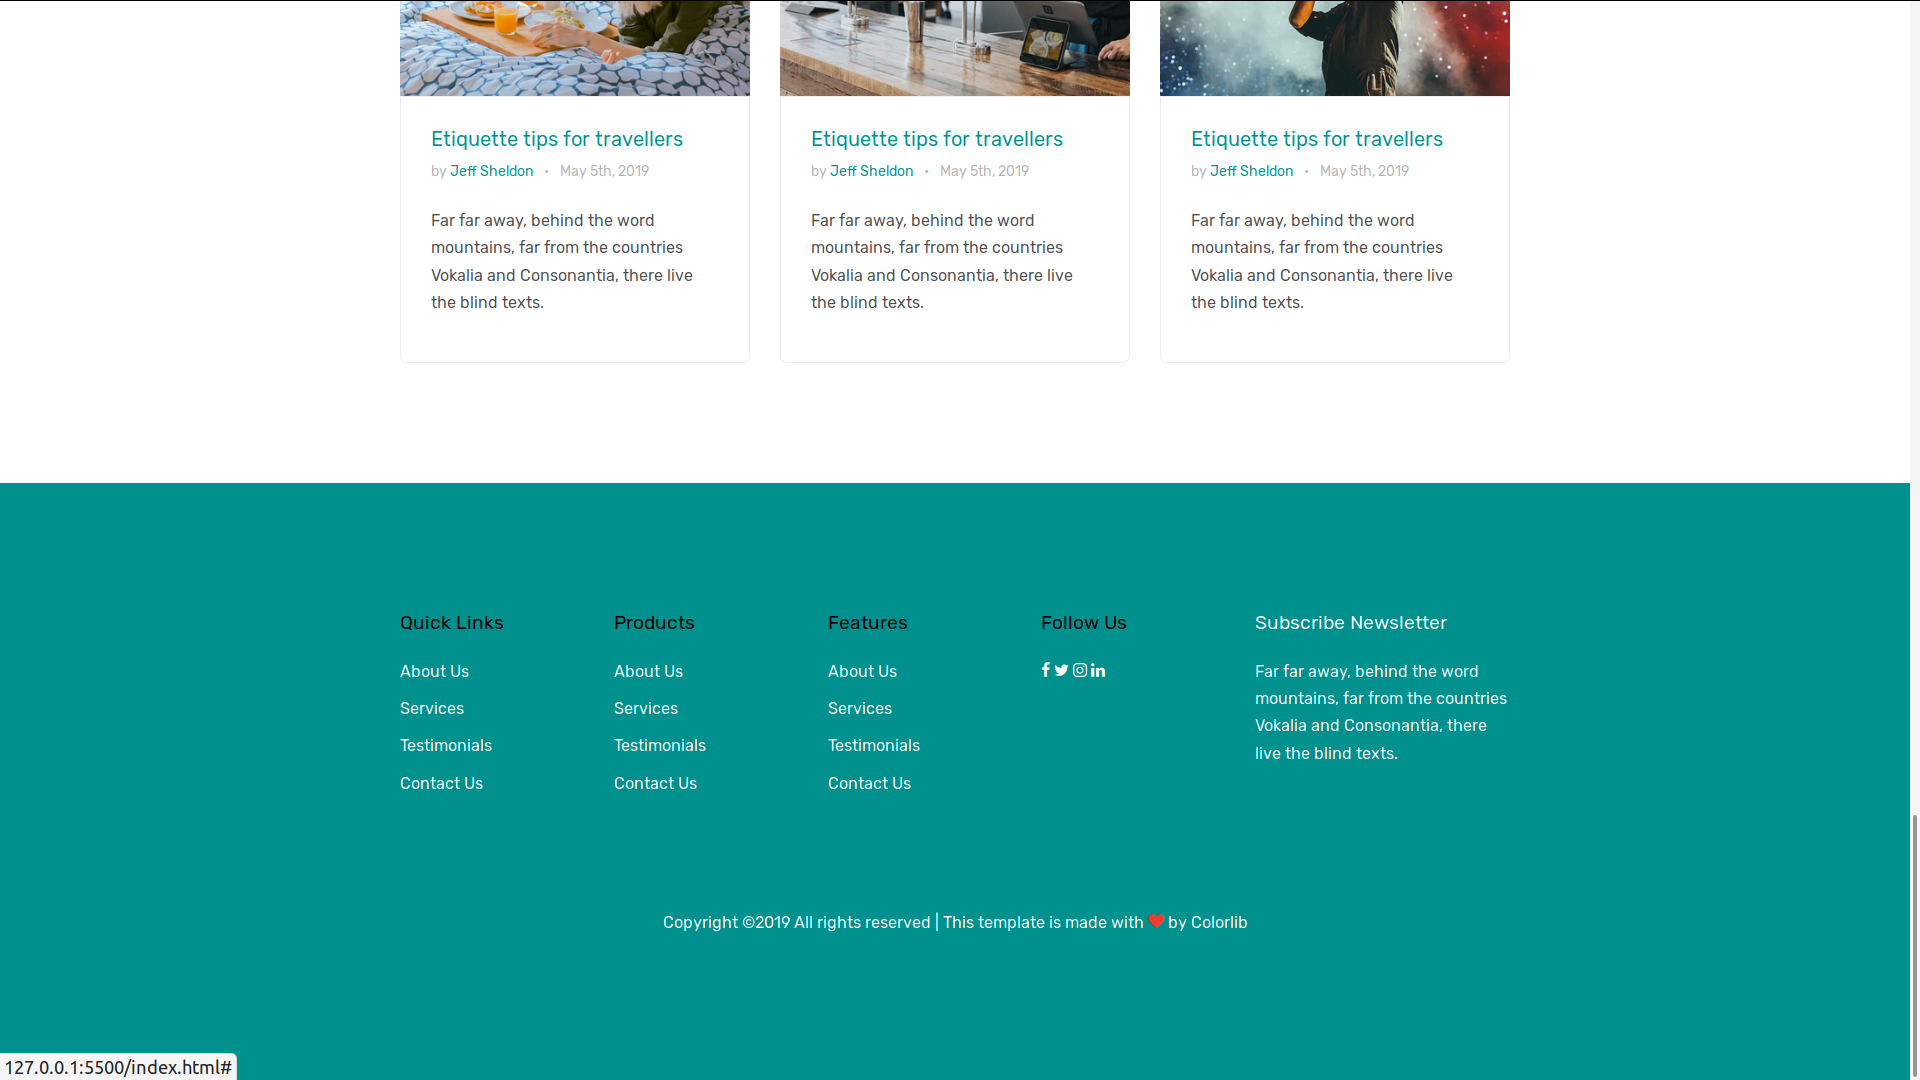 Etiquette tips for travellers
by Jeff Sheldon • May 5th, 2019
Far far away, behind the word
mountains, far from the countries
Vokalia and Consonantia, there live
the blind texts.
Etiquette tips for travellers
by Jeff Sheldon • May 5th, 2019
Far far away, behind the word
mountains, far from the countries
Vokalia and Consonantia, there live
the blind texts.
Etiquette tips for travellers
by Jeff Sheldon • May 5th, 2019
Far far away, behind the word
mountains, far from the countries
Vokalia and Consonantia, there live
the blind texts.
Quick Links
About Us
Services
Testimonials
Contact Us
Products
About Us
Services
Testimonials
Contact Us
Features
About Us
Services
Testimonials
Contact Us
Follow Us
Subscribe Newsletter
Far far away, behind the word
mountains, far from the countries
Vokalia and Consonantia, there
live the blind texts.
Copyright ©2019 All rights reserved | This template is made with ❤ by Colorlib
127.0.0.1:5500/index.html#